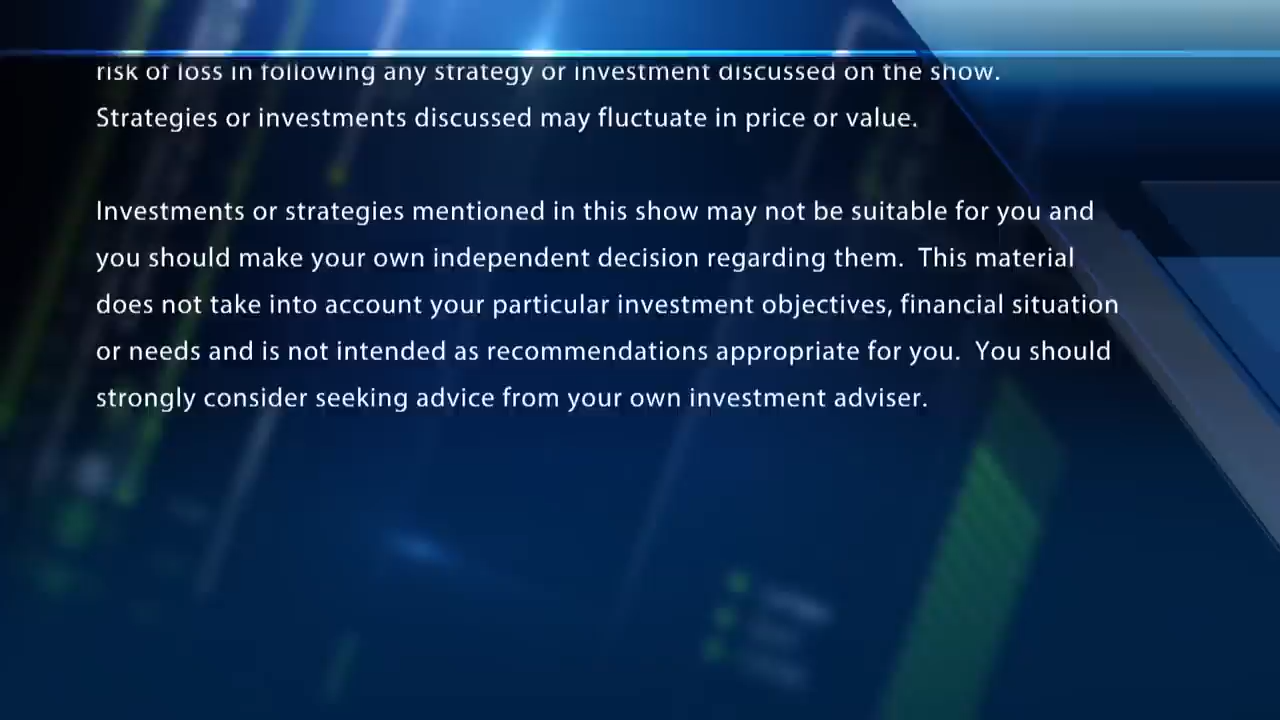 risk of loss in following any strategy or investment discussed on the show.
Strategies or investments discussed may fluctuate in price or value.
Investments or strategies mentioned in this show may not be suitable for you and
you should make your own independent decision regarding them.  This material
does not take into account your particular investment objectives, financial situation
or needs and is not intended as recommendations appropriate for you.  You should
strongly consider seeking advice from your own investment adviser.